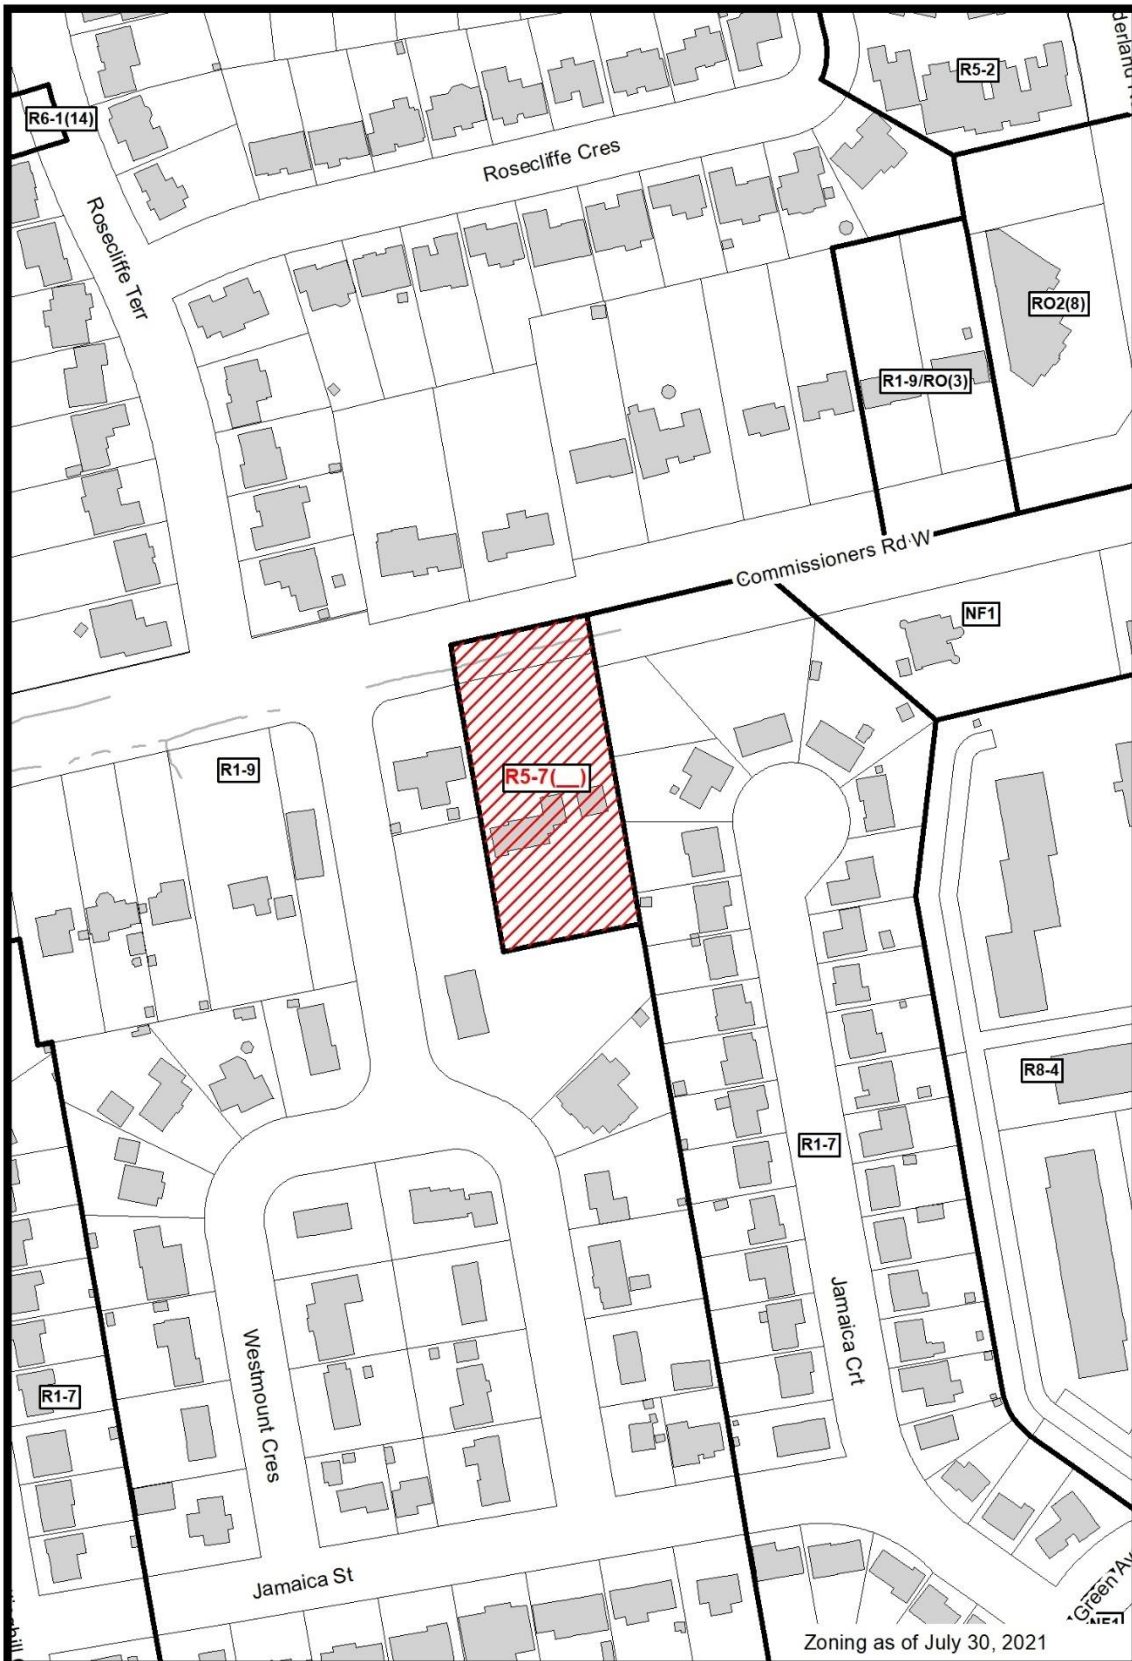 R5-2
R6-1(14)
Rosecliffe Cres
Rosecliffe Terr
RO2(8)
R1-9/RO(3)
Commissioners Rd W
NF1
R1-9
R5-7(__)
R8-4
R1-7
Jamaica Crt
Westmount Cres
R1-7
Jamaica St
Green Av
NF1
Zoning as of July 30, 2021